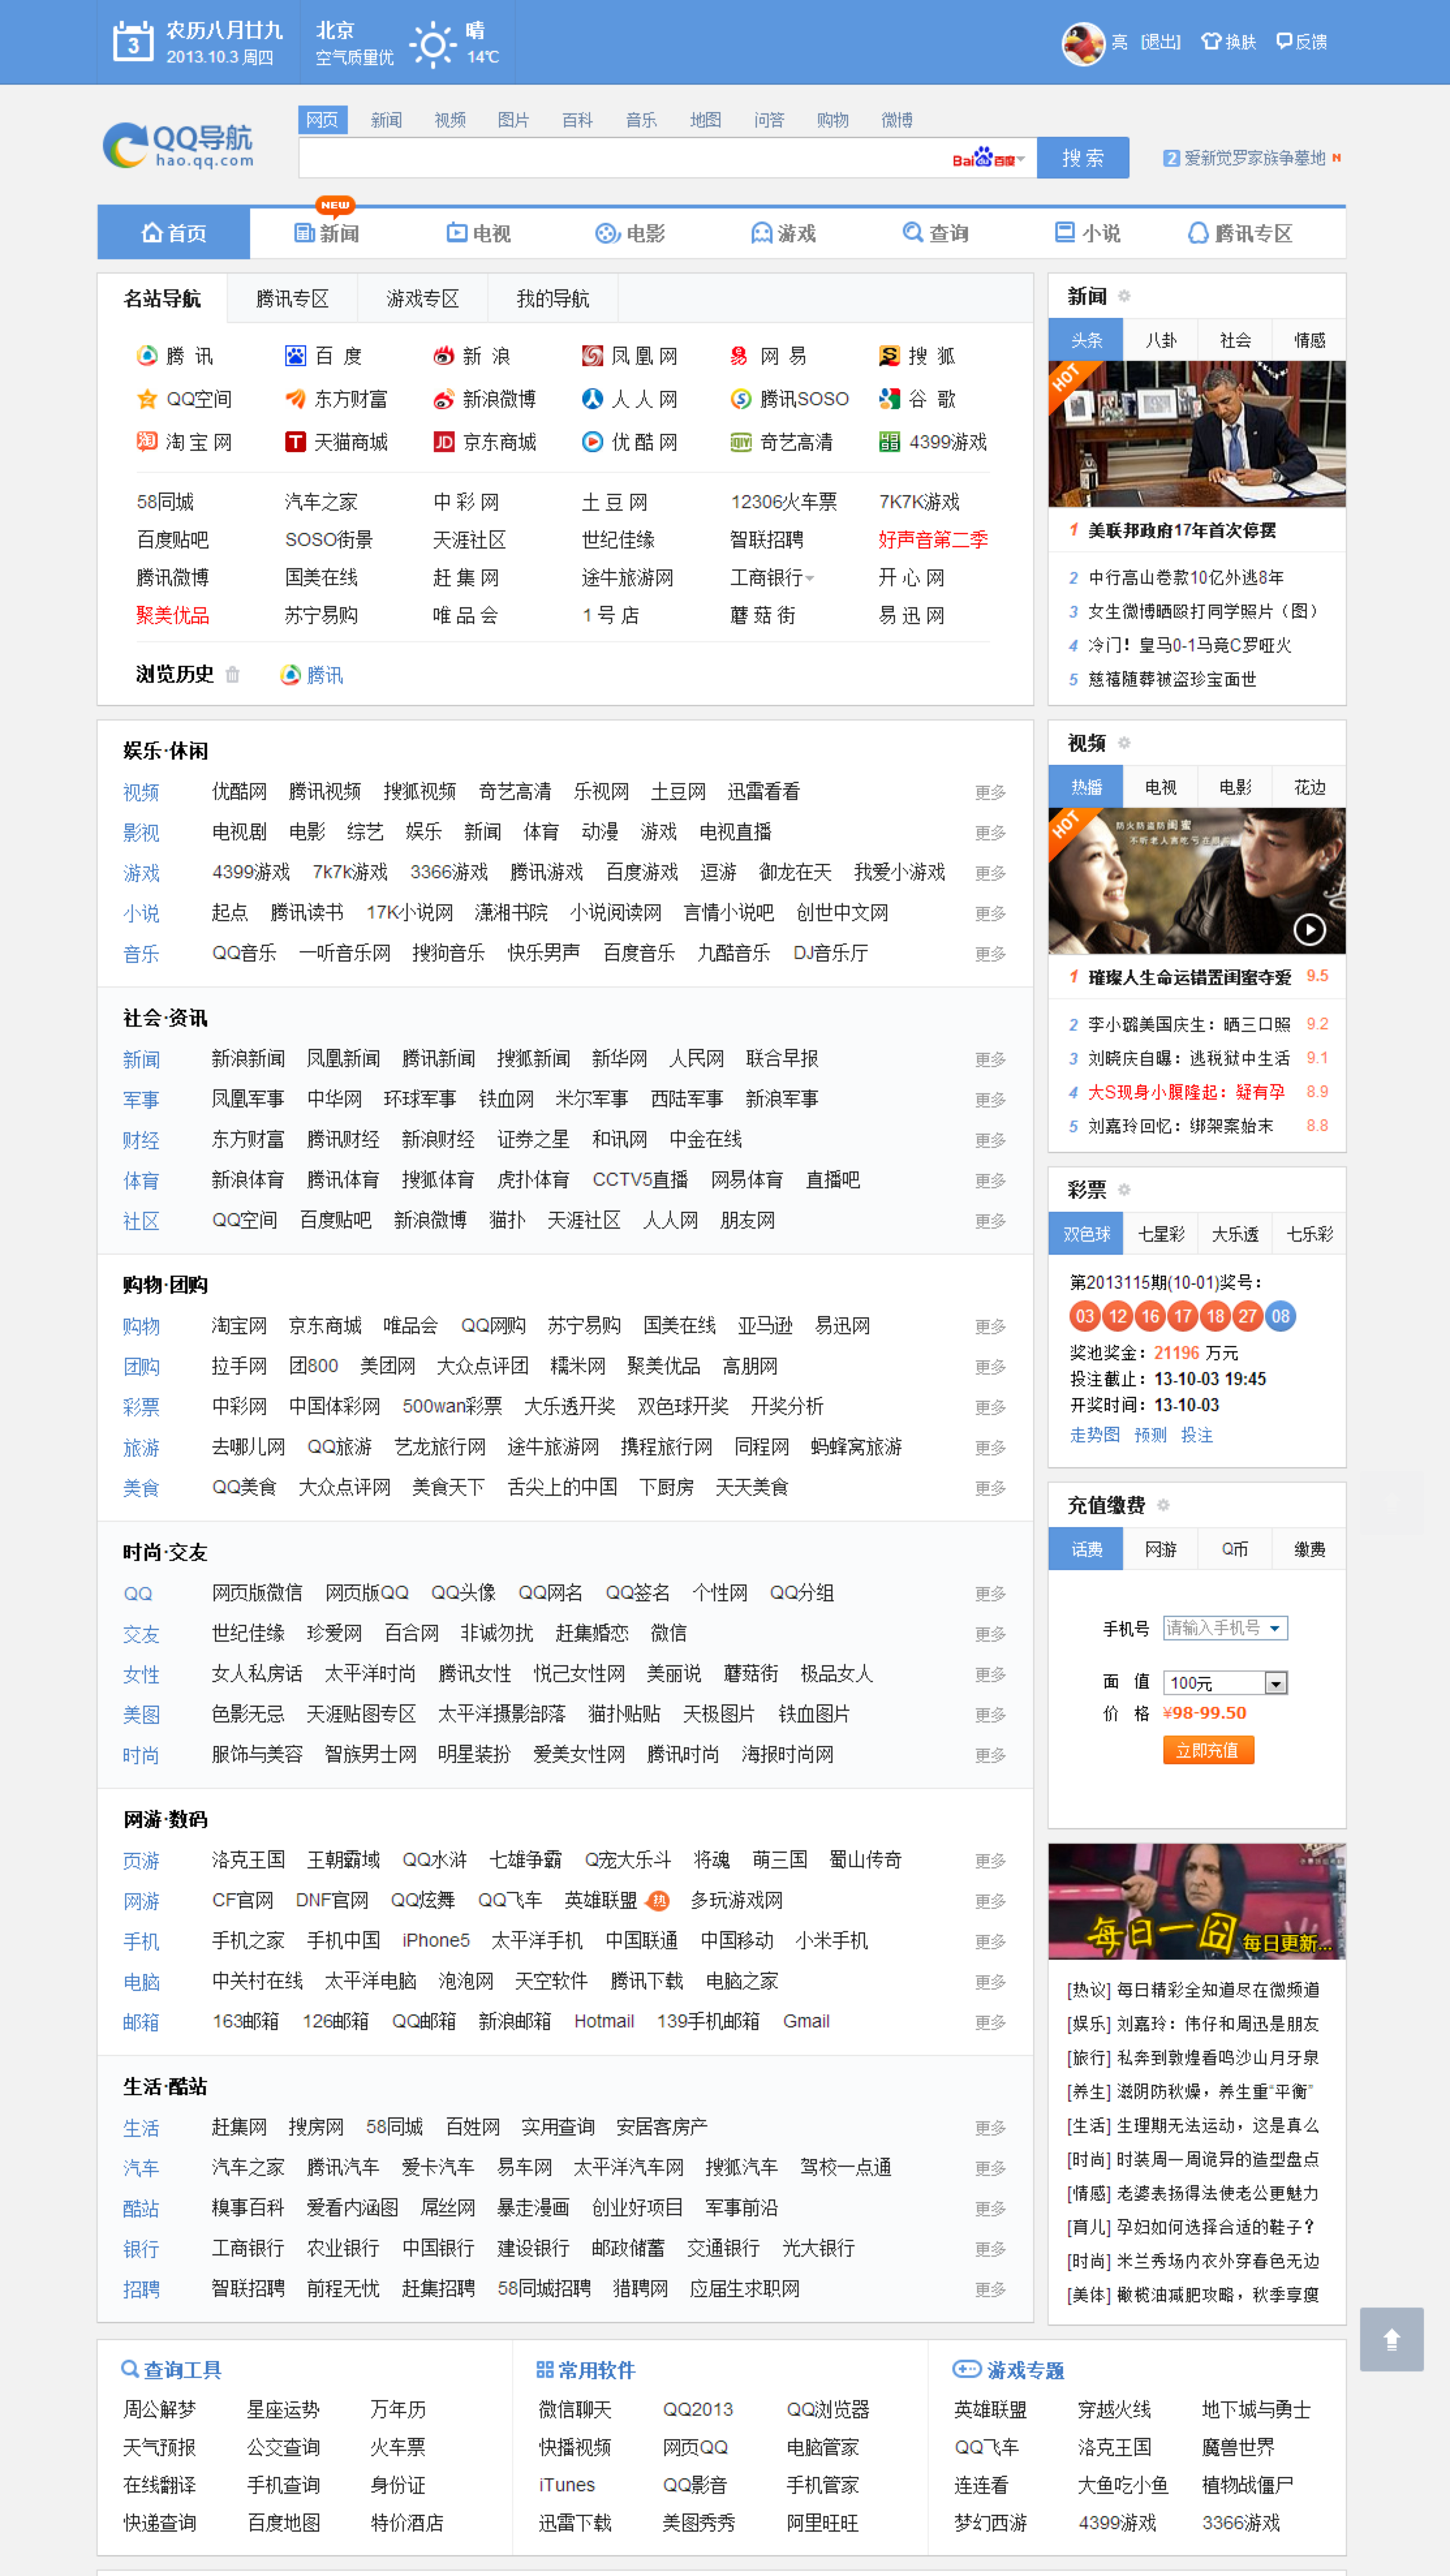 农历八月廿九
3
2013.10.3 周四
北京
空气质量优
晴
14℃
亮 [退出] 换肤 反馈
QQ导航
hao.qq.com
网页 新闻 视频 图片 百科 音乐 地图 问答 购物 微博
Bai百度 搜 索
2 爱新觉罗家族争墓地 N
NEW
首页 新闻 电视 电影 游戏 查询 小说 腾讯专区
名站导航 腾讯专区 游戏专区 我的导航
腾 讯 百 度 新 浪 凤 凰 网 网 易 搜 狐
QQ空间 东方财富 新浪微博 人 人 网 腾讯SOSO 谷 歌
淘 宝 网 天猫商城 京东商城 优 酷 网 奇艺高清 4399游戏
58同城 汽车之家 中 彩 网 土 豆 网 12306火车票 7K7K游戏
百度贴吧 SOSO街景 天涯社区 世纪佳缘 智联招聘 好声音第二季
腾讯微博 国美在线 赶 集 网 途牛旅游网 工商银行 开 心 网
聚美优品 苏宁易购 唯 品 会 1 号 店 蘑 菇 街 易 迅 网
浏览历史 腾讯
新闻
头条 八卦 社会 情感
HOT
1 美联邦政府17年首次停摆
2 中行高山卷款10亿外逃8年
3 女生微博晒殴打同学照片（图）
4 冷门！皇马0-1马竞C罗哑火
5 慈禧随葬被盗珍宝面世
娱乐·休闲
视频 优酷网 腾讯视频 搜狐视频 奇艺高清 乐视网 土豆网 迅雷看看 更多
影视 电视剧 电影 综艺 娱乐 新闻 体育 动漫 游戏 电视直播 更多
游戏 4399游戏 7k7k游戏 3366游戏 腾讯游戏 百度游戏 逗游 御龙在天 我爱小游戏 更多
小说 起点 腾讯读书 17K小说网 潇湘书院 小说阅读网 言情小说吧 创世中文网 更多
音乐 QQ音乐 一听音乐网 搜狗音乐 快乐男声 百度音乐 九酷音乐 DJ音乐厅 更多
社会·资讯
新闻 新浪新闻 凤凰新闻 腾讯新闻 搜狐新闻 新华网 人民网 联合早报 更多
军事 凤凰军事 中华网 环球军事 铁血网 米尔军事 西陆军事 新浪军事 更多
财经 东方财富 腾讯财经 新浪财经 证券之星 和讯网 中金在线 更多
体育 新浪体育 腾讯体育 搜狐体育 虎扑体育 CCTV5直播 网易体育 直播吧 更多
社区 QQ空间 百度贴吧 新浪微博 猫扑 天涯社区 人人网 朋友网 更多
购物·团购
购物 淘宝网 京东商城 唯品会 QQ网购 苏宁易购 国美在线 亚马逊 易迅网 更多
团购 拉手网 团800 美团网 大众点评团 糯米网 聚美优品 高朋网 更多
彩票 中彩网 中国体彩网 500wan彩票 大乐透开奖 双色球开奖 开奖分析 更多
旅游 去哪儿网 QQ旅游 艺龙旅行网 途牛旅游网 携程旅行网 同程网 蚂蜂窝旅游 更多
美食 QQ美食 大众点评网 美食天下 舌尖上的中国 下厨房 天天美食 更多
时尚·交友
QQ 网页版微信 网页版QQ QQ头像 QQ网名 QQ签名 个性网 QQ分组 更多
交友 世纪佳缘 珍爱网 百合网 非诚勿扰 赶集婚恋 微信 更多
女性 女人私房话 太平洋时尚 腾讯女性 悦己女性网 美丽说 蘑菇街 极品女人 更多
美图 色影无忌 天涯贴图专区 太平洋摄影部落 猫扑贴贴 天极图片 铁血图片 更多
时尚 服饰与美容 智族男士网 明星装扮 爱美女性网 腾讯时尚 海报时尚网 更多
网游·数码
页游 洛克王国 王朝霸域 QQ水浒 七雄争霸 Q宠大乐斗 将魂 萌三国 蜀山传奇 更多
网游 CF官网 DNF官网 QQ炫舞 QQ飞车 英雄联盟 热 多玩游戏网 更多
手机 手机之家 手机中国 iPhone5 太平洋手机 中国联通 中国移动 小米手机 更多
电脑 中关村在线 太平洋电脑 泡泡网 天空软件 腾讯下载 电脑之家 更多
邮箱 163邮箱 126邮箱 QQ邮箱 新浪邮箱 Hotmail 139手机邮箱 Gmail 更多
生活·酷站
生活 赶集网 搜房网 58同城 百姓网 实用查询 安居客房产 更多
汽车 汽车之家 腾讯汽车 爱卡汽车 易车网 太平洋汽车网 搜狐汽车 驾校一点通 更多
酷站 糗事百科 爱看内涵图 屌丝网 暴走漫画 创业好项目 军事前沿 更多
银行 工商银行 农业银行 中国银行 建设银行 邮政储蓄 交通银行 光大银行 更多
招聘 智联招聘 前程无忧 赶集招聘 58同城招聘 猎聘网 应届生求职网 更多
视频
热播 电视 电影 花边
HOT
防火防盗防闺蜜
不听老人言吃亏在眼前
1 璀璨人生命运错置闺蜜夺爱 9.5
2 李小璐美国庆生：晒三口照 9.2
3 刘晓庆自曝：逃税狱中生活 9.1
4 大S现身小腹隆起：疑有孕 8.9
5 刘嘉玲回忆：绑架案始末 8.8
彩票
双色球 七星彩 大乐透 七乐彩
第2013115期(10-01)奖号：
03 12 16 17 18 27 08
奖池奖金：21196 万元
投注截止：13-10-03 19:45
开奖时间：13-10-03
走势图 预测 投注
充值缴费
话费 网游 Q币 缴费
手机号 请输入手机号
面 值 100元
价 格 ¥98-99.50
立即充值
每日一囧 每日更新...
[热议] 每日精彩全知道尽在微频道
[娱乐] 刘嘉玲：伟仔和周迅是朋友
[旅行] 私奔到敦煌看鸣沙山月牙泉
[养生] 滋阴防秋燥，养生重“平衡”
[生活] 生理期无法运动，这是真么
[时尚] 时装周一周诡异的造型盘点
[情感] 老婆表扬得法使老公更魅力
[育儿] 孕妇如何选择合适的鞋子？
[时尚] 米兰秀场内衣外穿春色无边
[美体] 橄榄油减肥攻略，秋季享瘦
查询工具
周公解梦 星座运势 万年历
天气预报 公交查询 火车票
在线翻译 手机查询 身份证
快递查询 百度地图 特价酒店
常用软件
微信聊天 QQ2013 QQ浏览器
快播视频 网页QQ 电脑管家
iTunes QQ影音 手机管家
迅雷下载 美图秀秀 阿里旺旺
游戏专题
英雄联盟 穿越火线 地下城与勇士
QQ飞车 洛克王国 魔兽世界
连连看 大鱼吃小鱼 植物战僵尸
梦幻西游 4399游戏 3366游戏